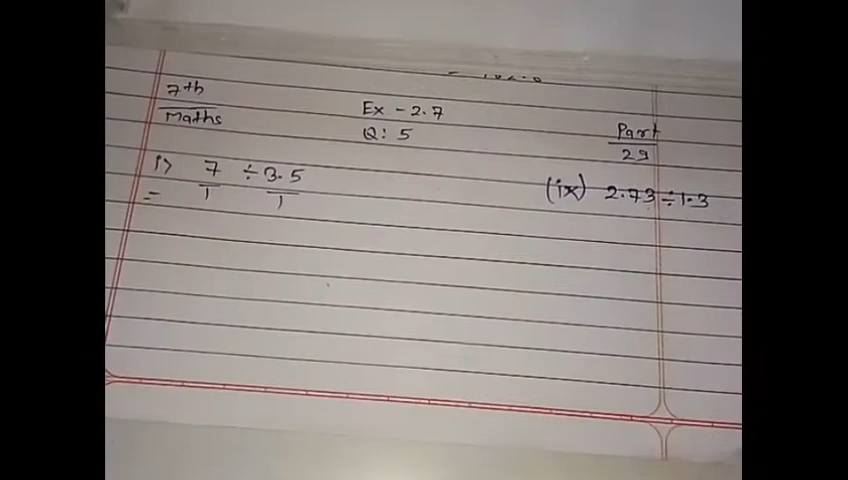 7th
Maths
Ex - 2.7
Q: 5
Part
29
i> 7/1 ÷ 3.5/1
=
(ix) 2.73 ÷ 1.3